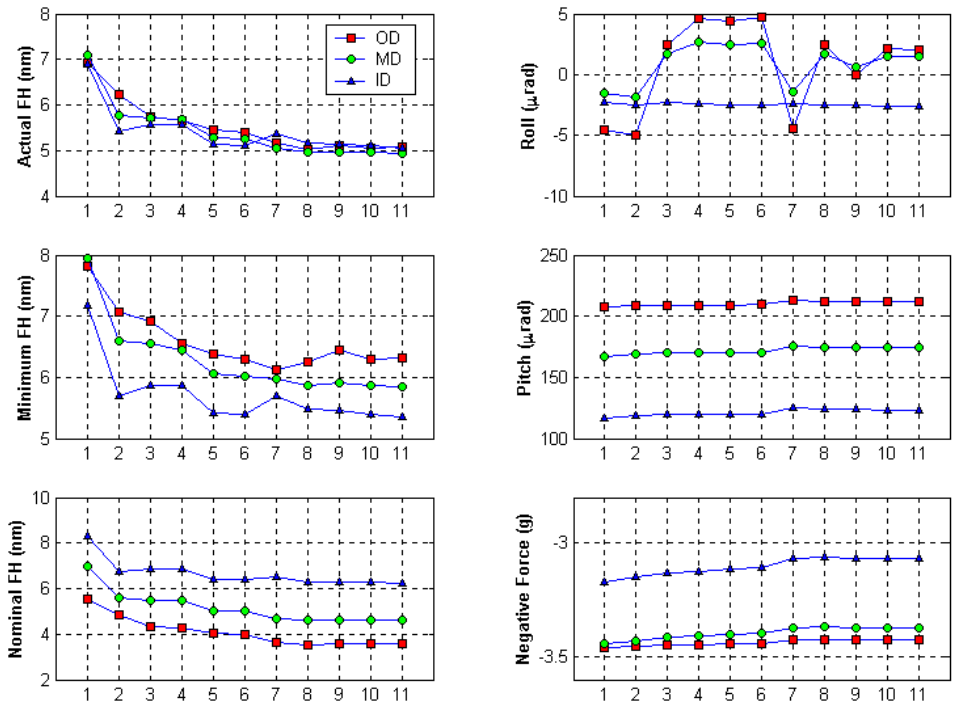 Actual FH (nm)
8
7
6
5
4
1 2 3 4 5 6 7 8 9 10 11
OD
MD
ID
Roll (μrad)
5
0
-5
-10
1 2 3 4 5 6 7 8 9 10 11
Minimum FH (nm)
8
7
6
5
1 2 3 4 5 6 7 8 9 10 11
Pitch (μrad)
250
200
150
100
1 2 3 4 5 6 7 8 9 10 11
Nominal FH (nm)
10
8
6
4
2
1 2 3 4 5 6 7 8 9 10 11
Negative Force (g)
-3
-3.5
1 2 3 4 5 6 7 8 9 10 11